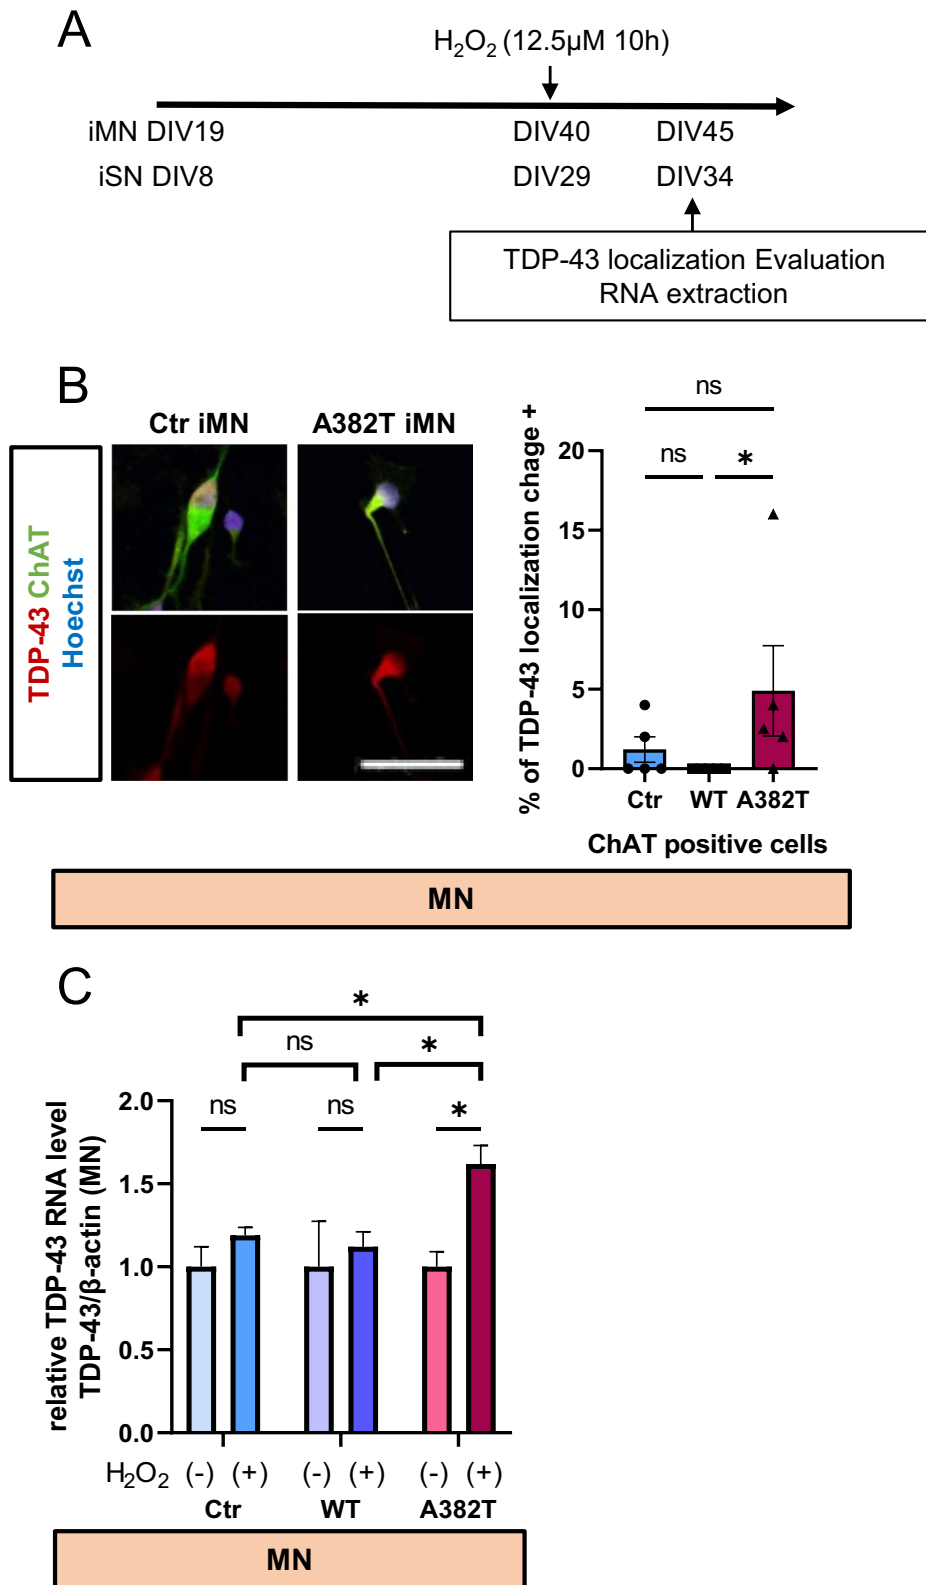 A
H₂O₂ (12.5μM 10h)
iMN DIV19 DIV40 DIV45
iSN DIV8 DIV29 DIV34
TDP-43 localization Evaluation
RNA extraction
B
Ctr iMN A382T iMN
TDP-43 ChAT
Hoechst
% of TDP-43 localization chage +
ns
ns *
20
15
10
5
0
Ctr WT A382T
ChAT positive cells
MN
C
*
ns *
ns ns *
relative TDP-43 RNA level
TDP-43/β-actin (MN)
2.0
1.5
1.0
0.5
0.0
H₂O₂ (-) (+) (-) (+) (-) (+)
Ctr WT A382T
MN